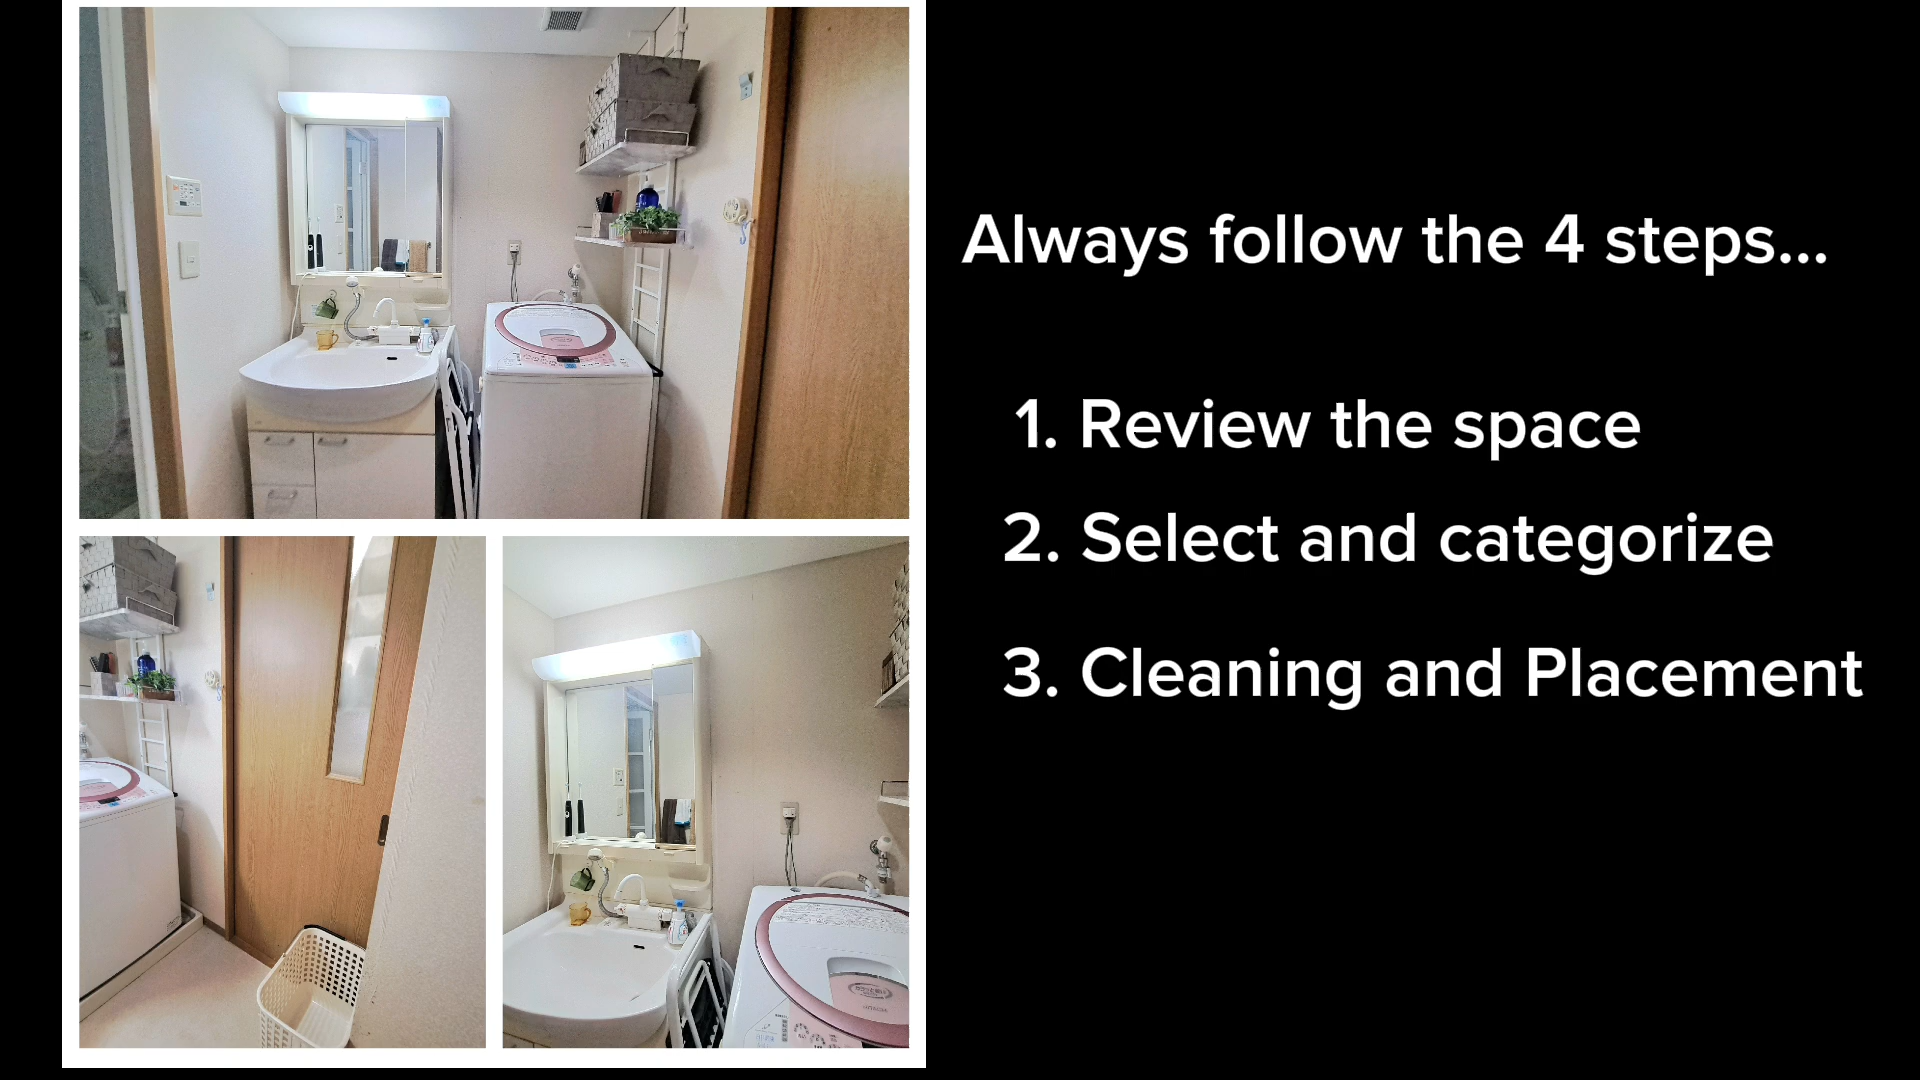 Always follow the 4 steps...
1. Review the space
2. Select and categorize
3. Cleaning and Placement